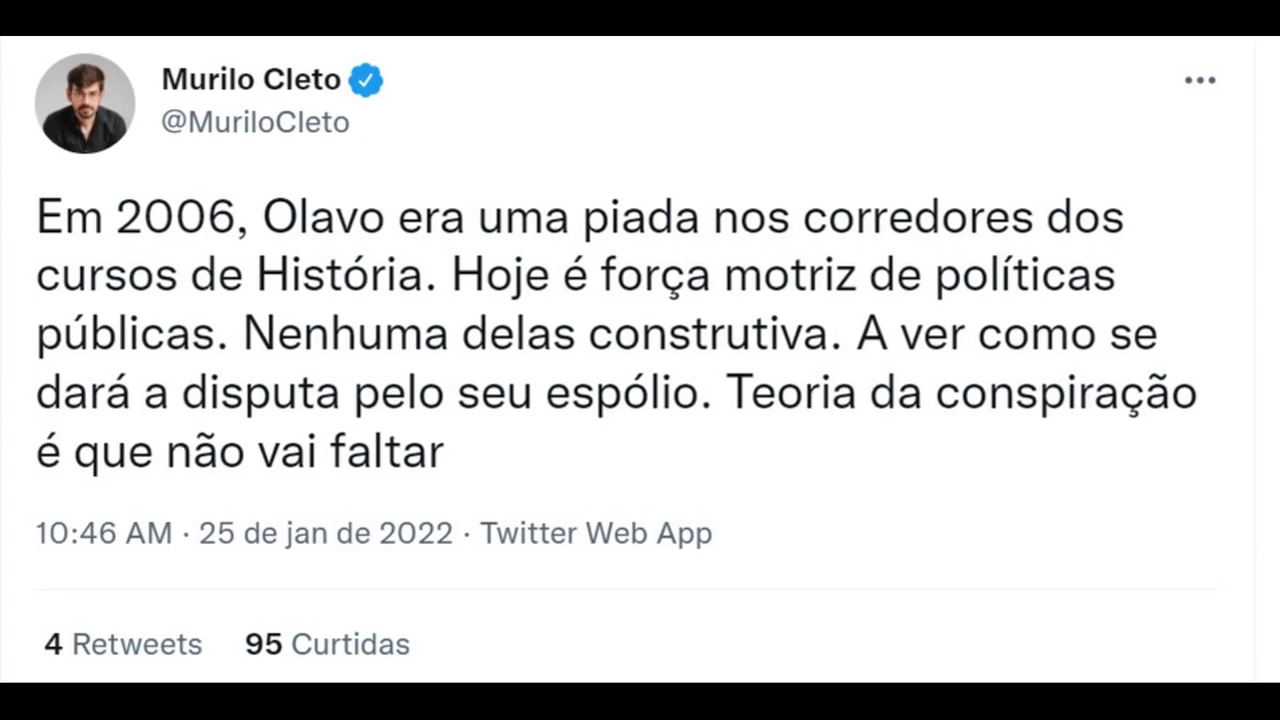 Murilo Cleto
@MuriloCleto
Em 2006, Olavo era uma piada nos corredores dos
cursos de História. Hoje é força motriz de políticas
públicas. Nenhuma delas construtiva. A ver como se
dará a disputa pelo seu espólio. Teoria da conspiração
é que não vai faltar
10:46 AM · 25 de jan de 2022 · Twitter Web App
4 Retweets 95 Curtidas